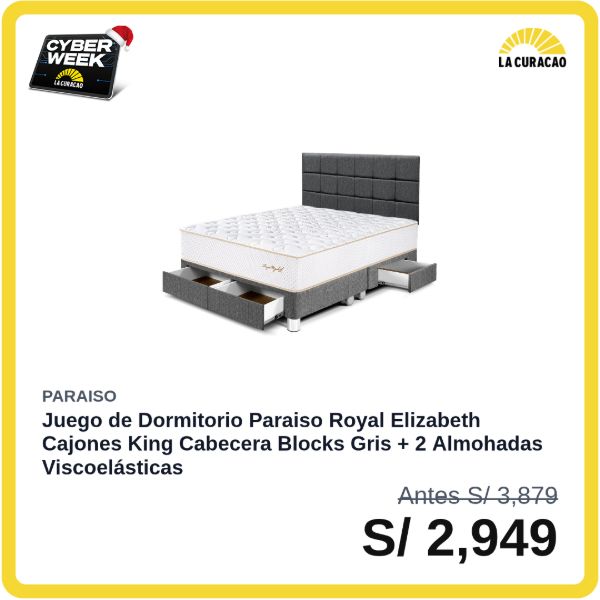 CYBER
WEEK
LA CURACAO
LA CURACAO
PARAISO
Juego de Dormitorio Paraiso Royal Elizabeth
Cajones King Cabecera Blocks Gris + 2 Almohadas
Viscoelásticas
Antes S/ 3,879
S/ 2,949